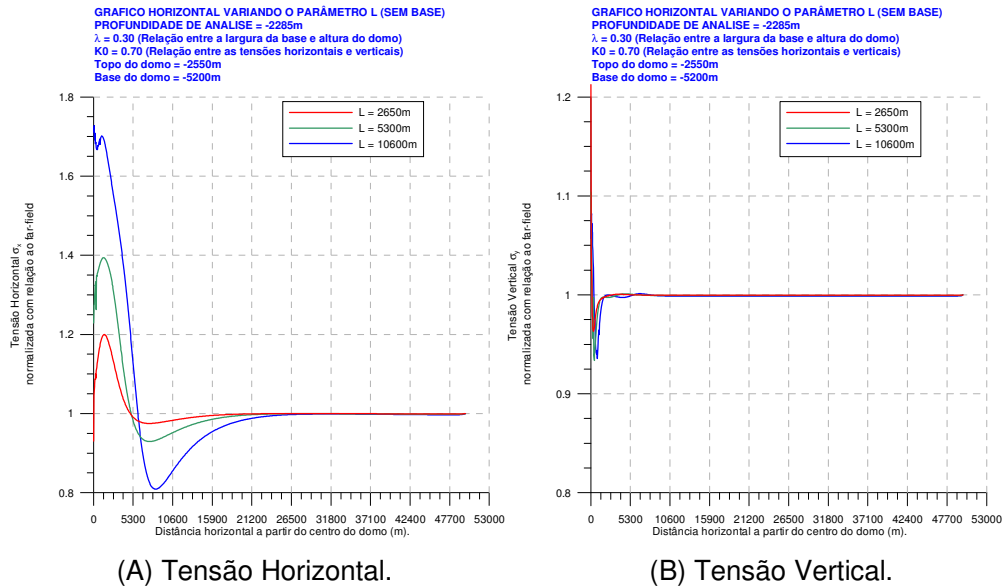 GRAFICO HORIZONTAL VARIANDO O PARÂMETRO L (SEM BASE)
PROFUNDIDADE DE ANALISE = -2285m
λ = 0.30 (Relação entre a largura da base e altura do domo)
K0 = 0.70 (Relação entre as tensões horizontais e verticais)
Topo do domo = -2550m
Base do domo = -5200m
1.8
1.6
1.4
1.2
1
0.8
Tensão Horizontal σx
normalizada com relação ao far-field
L = 2650m
L = 5300m
L = 10600m
0 5300 10600 15900 21200 26500 31800 37100 42400 47700 53000
Distância horizontal a partir do centro do domo (m).
(A) Tensão Horizontal.
GRAFICO HORIZONTAL VARIANDO O PARÂMETRO L (SEM BASE)
PROFUNDIDADE DE ANALISE = -2285m
λ = 0.30 (Relação entre a largura da base e altura do domo)
K0 = 0.70 (Relação entre as tensões horizontais e verticais)
Topo do domo = -2550m
Base do domo = -5200m
1.2
1.1
1
0.9
0.8
Tensão Vertical σy
normalizada com relação ao far-field
L = 2650m
L = 5300m
L = 10600m
0 5300 10600 15900 21200 26500 31800 37100 42400 47700 53000
Distância horizontal a partir do centro do domo (m).
(B) Tensão Vertical.